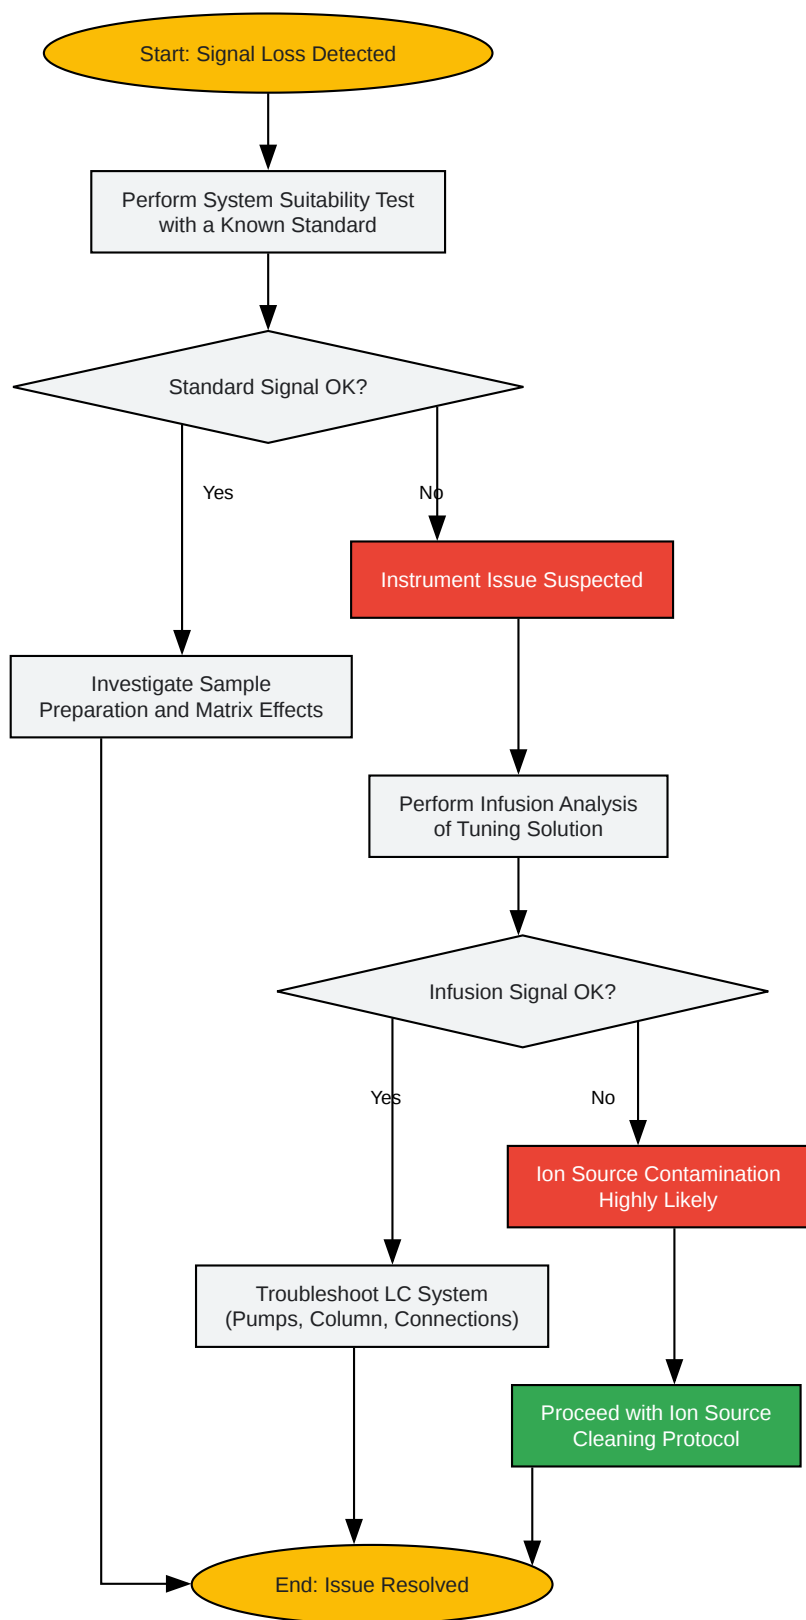 Start: Signal Loss Detected
Perform System Suitability Test
with a Known Standard
Standard Signal OK?
Yes
No
Instrument Issue Suspected
Investigate Sample
Preparation and Matrix Effects
Perform Infusion Analysis
of Tuning Solution
Infusion Signal OK?
Yes
No
Ion Source Contamination
Highly Likely
Troubleshoot LC System
(Pumps, Column, Connections)
Proceed with Ion Source
Cleaning Protocol
End: Issue Resolved